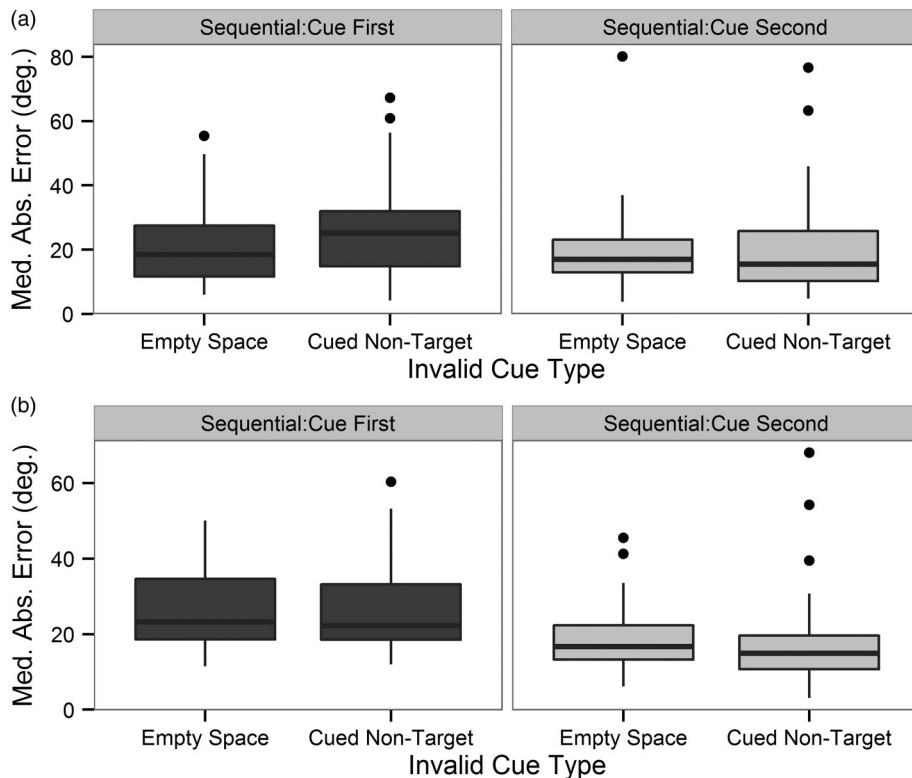 (a)
Sequential:Cue First Sequential:Cue Second
Med. Abs. Error (deg.)
80
60
40
20
0
Empty Space Cued Non-Target Empty Space Cued Non-Target
Invalid Cue Type
(b)
Sequential:Cue First Sequential:Cue Second
Med. Abs. Error (deg.)
60
40
20
0
Empty Space Cued Non-Target Empty Space Cued Non-Target
Invalid Cue Type